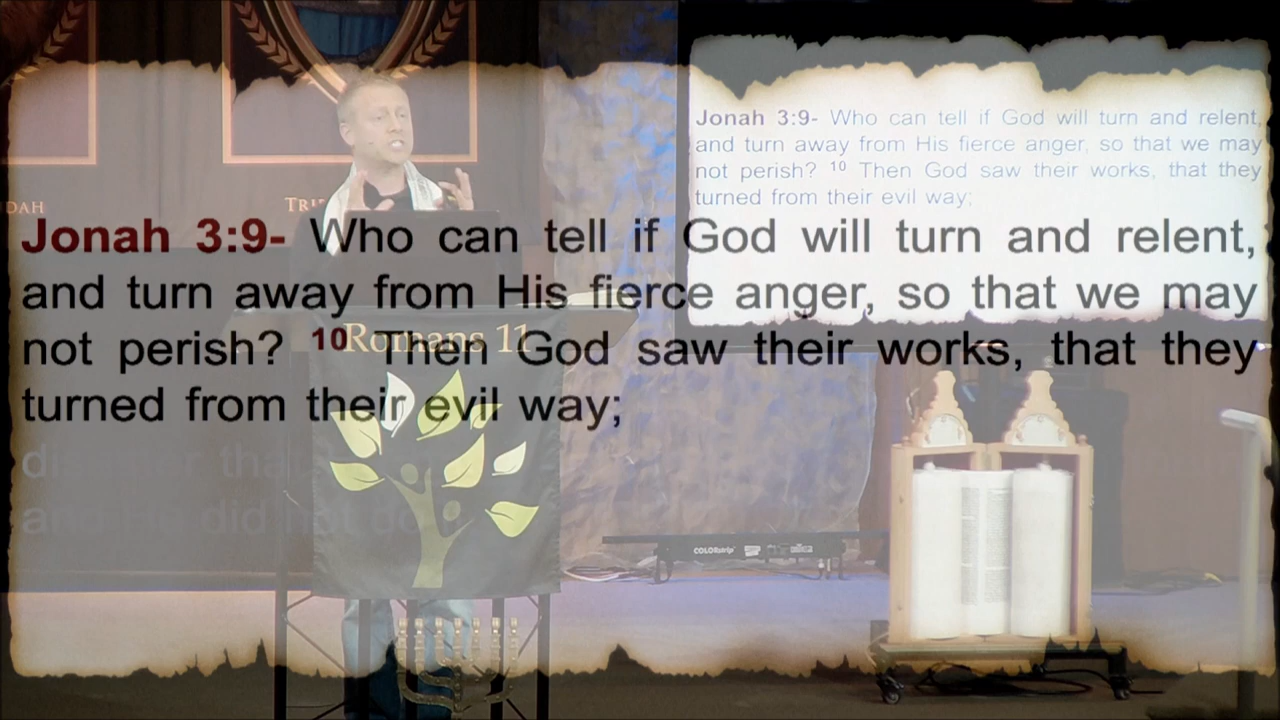 Jonah 3:9- Who can tell if God will turn and relent,
and turn away from His fierce anger, so that we may
not perish? 10 Then God saw their works, that they
turned from their evil way;
and He did not
Jonah 3:9- Who can tell if God will turn and relent,
and turn away from His fierce anger, so that we may
not perish? 10 Then God saw their works, that they
turned from their evil way;
Romans 11
COLORstrip